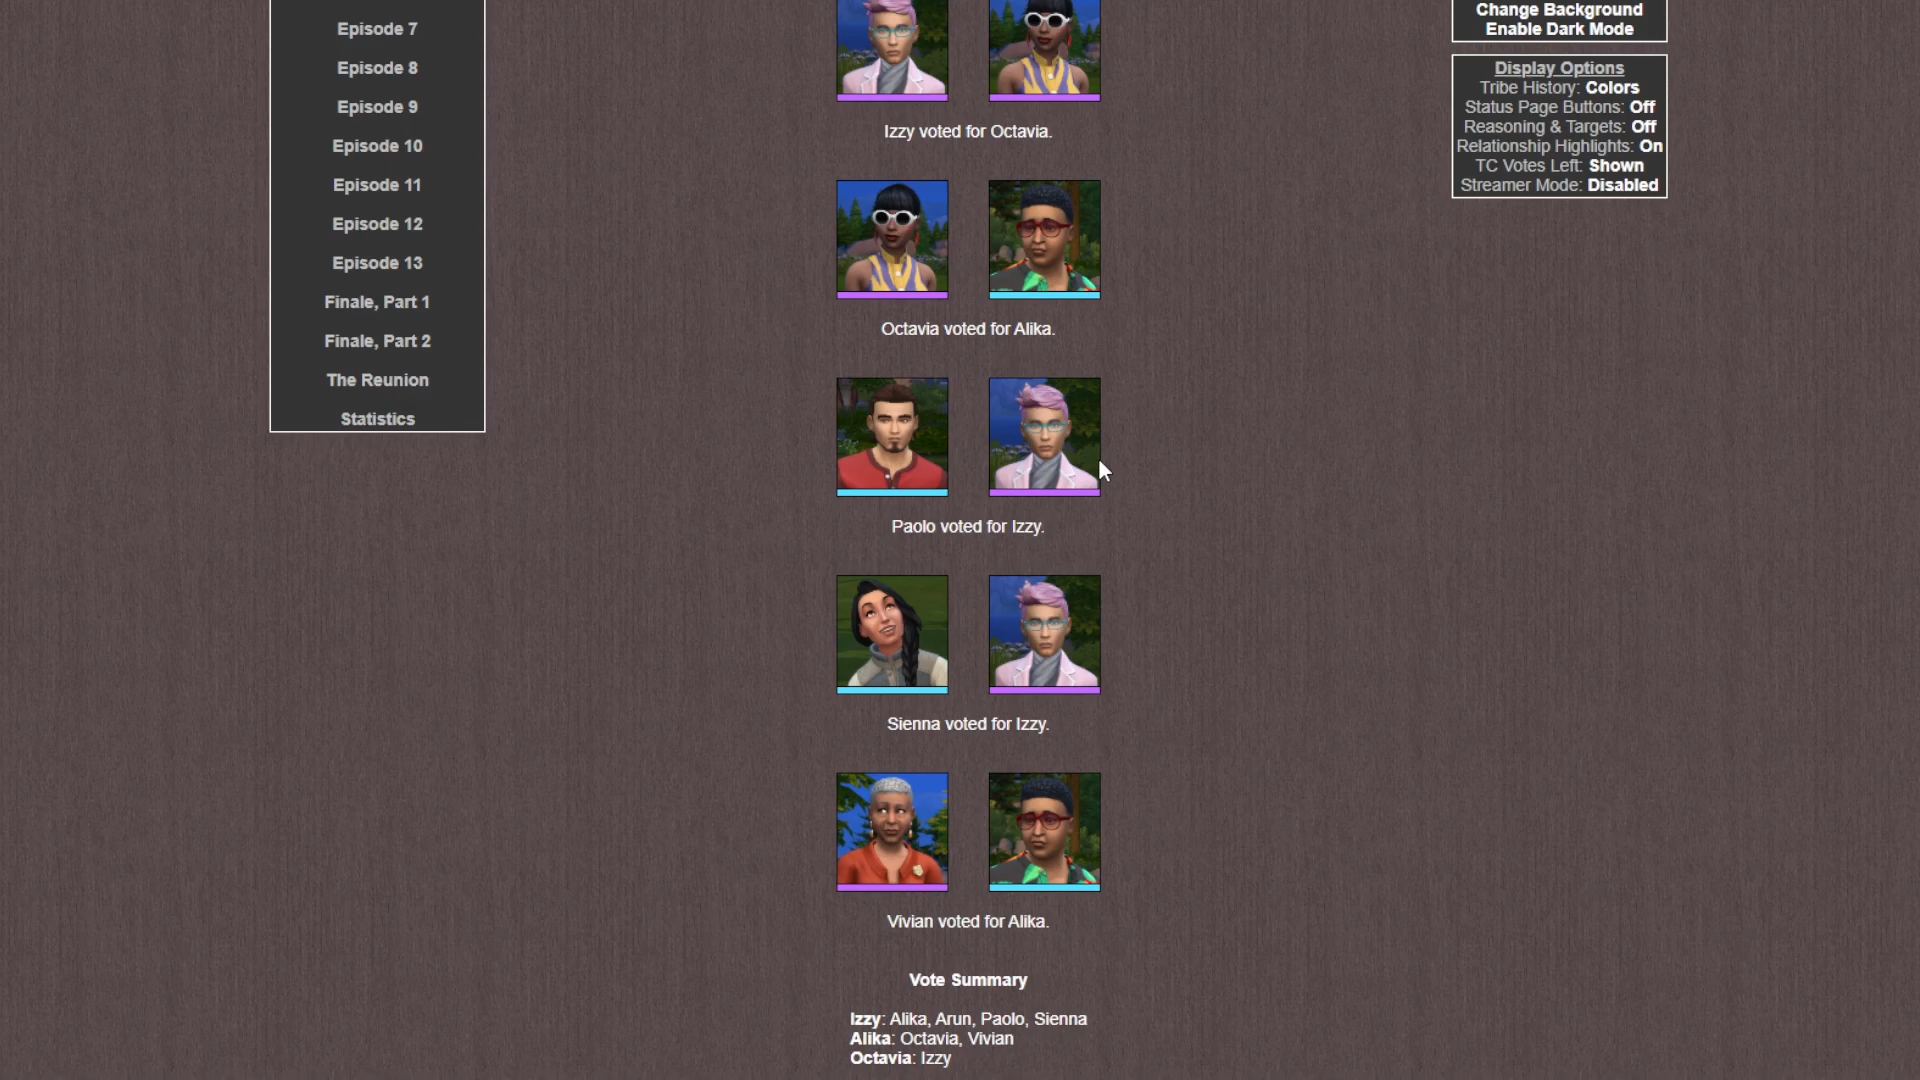 Episode 7
Episode 8
Episode 9
Episode 10
Episode 11
Episode 12
Episode 13
Finale, Part 1
Finale, Part 2
The Reunion
Statistics
Izzy voted for Octavia.
Octavia voted for Alika.
Paolo voted for Izzy.
Sienna voted for Izzy.
Vivian voted for Alika.
Vote Summary
Izzy: Alika, Arun, Paolo, Sienna
Alika: Octavia, Vivian
Octavia: Izzy
Change Background
Enable Dark Mode
Display Options
Tribe History: Colors
Status Page Buttons: Off
Reasoning & Targets: Off
Relationship Highlights: On
TC Votes Left: Shown
Streamer Mode: Disabled